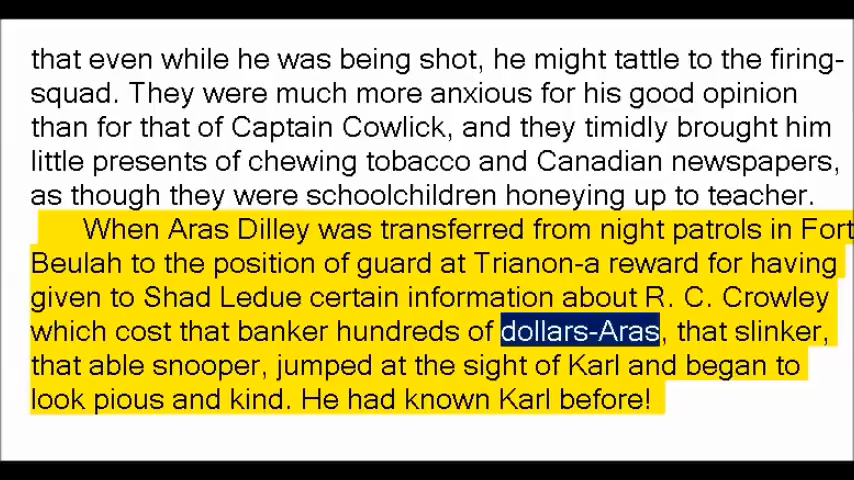 that even while he was being shot, he might tattle to the firing-
squad. They were much more anxious for his good opinion
than for that of Captain Cowlick, and they timidly brought him
little presents of chewing tobacco and Canadian newspapers,
as though they were schoolchildren honeying up to teacher.
When Aras Dilley was transferred from night patrols in Fort
Beulah to the position of guard at Trianon-a reward for having
given to Shad Ledue certain information about R. C. Crowley
which cost that banker hundreds of dollars-Aras, that slinker,
that able snooper, jumped at the sight of Karl and began to
look pious and kind. He had known Karl before!